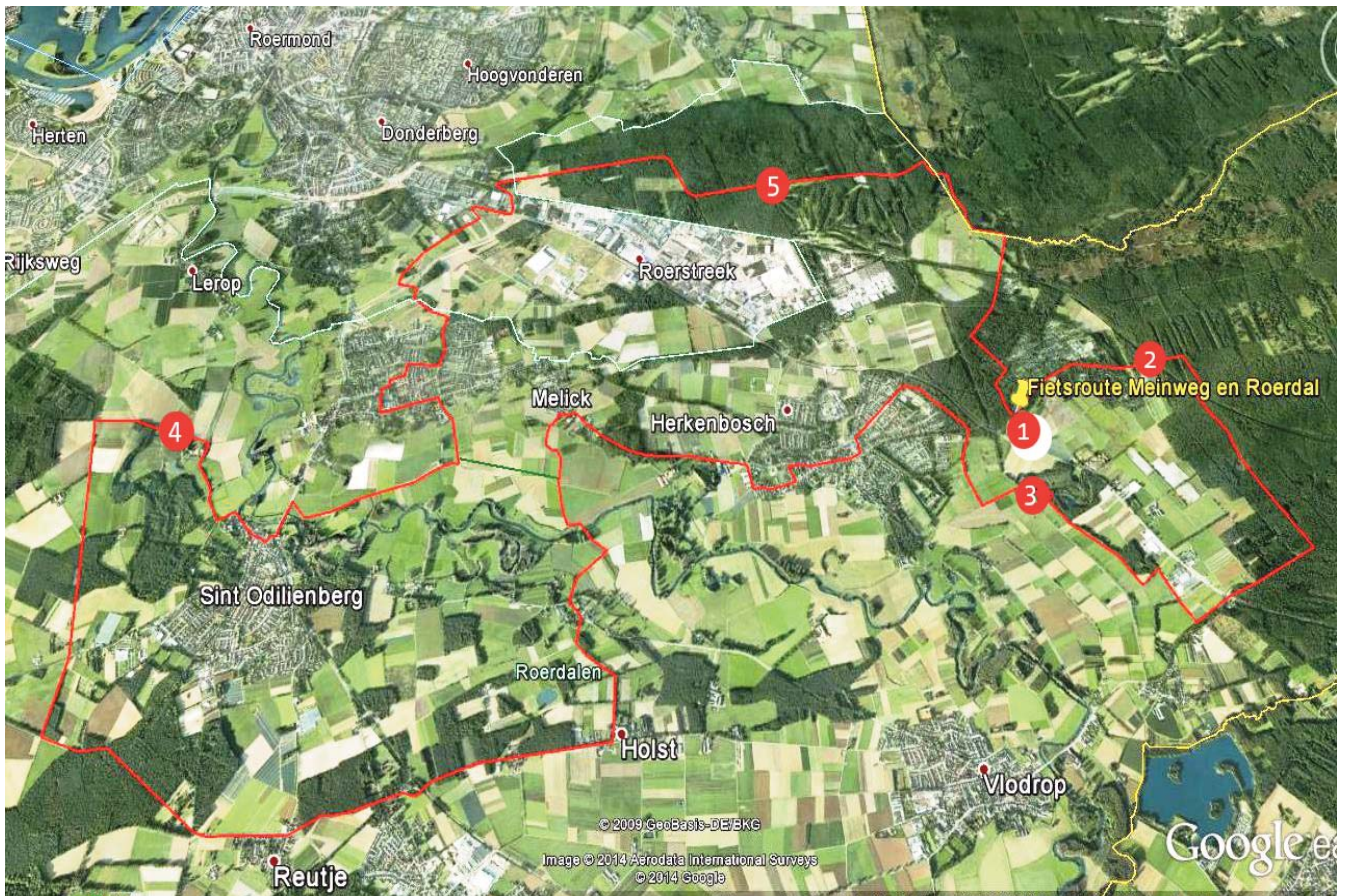 Roermond
Hoogvonderen
Herten
Donderberg
5
Rijksweg
Lerop
Roerstreek
2
Fietsroute Meinweg en Roerdal
Melick
Herkenbosch
1
4
3
Sint Odilienberg
Roerdalen
Holst
Vlodrop
© 2009 GeoBasis-DE/BKG
Image © 2014 Aerodata International Surveys
© 2014 Google
Google ea
Reutje